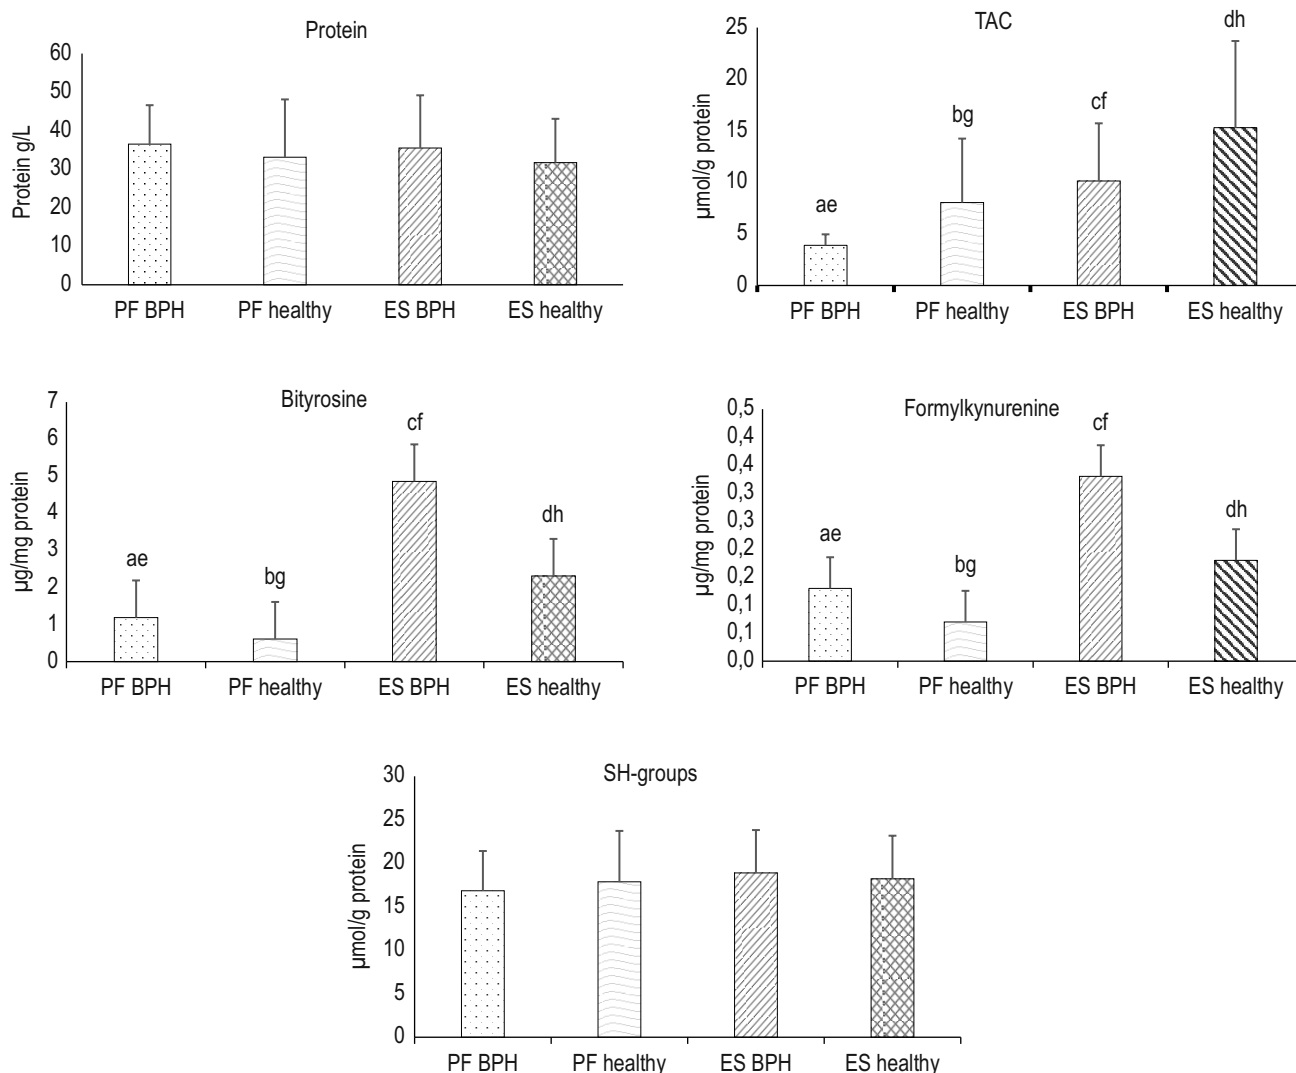 Protein
Protein g/L
60
50
40
30
20
10
0
PF BPH PF healthy ES BPH ES healthy
TAC
µmol/g protein
25
20
15
10
5
0
ae
bg
cf
dh
PF BPH PF healthy ES BPH ES healthy
Bityrosine
µg/mg protein
7
6
5
4
3
2
1
0
ae
bg
cf
dh
PF BPH PF healthy ES BPH ES healthy
Formylkynurenine
µg/mg protein
0,5
0,4
0,4
0,3
0,3
0,2
0,2
0,1
0,1
0,0
ae
bg
cf
dh
PF BPH PF healthy ES BPH ES healthy
SH-groups
µmol/g protein
30
25
20
15
10
5
0
PF BPH PF healthy ES BPH ES healthy